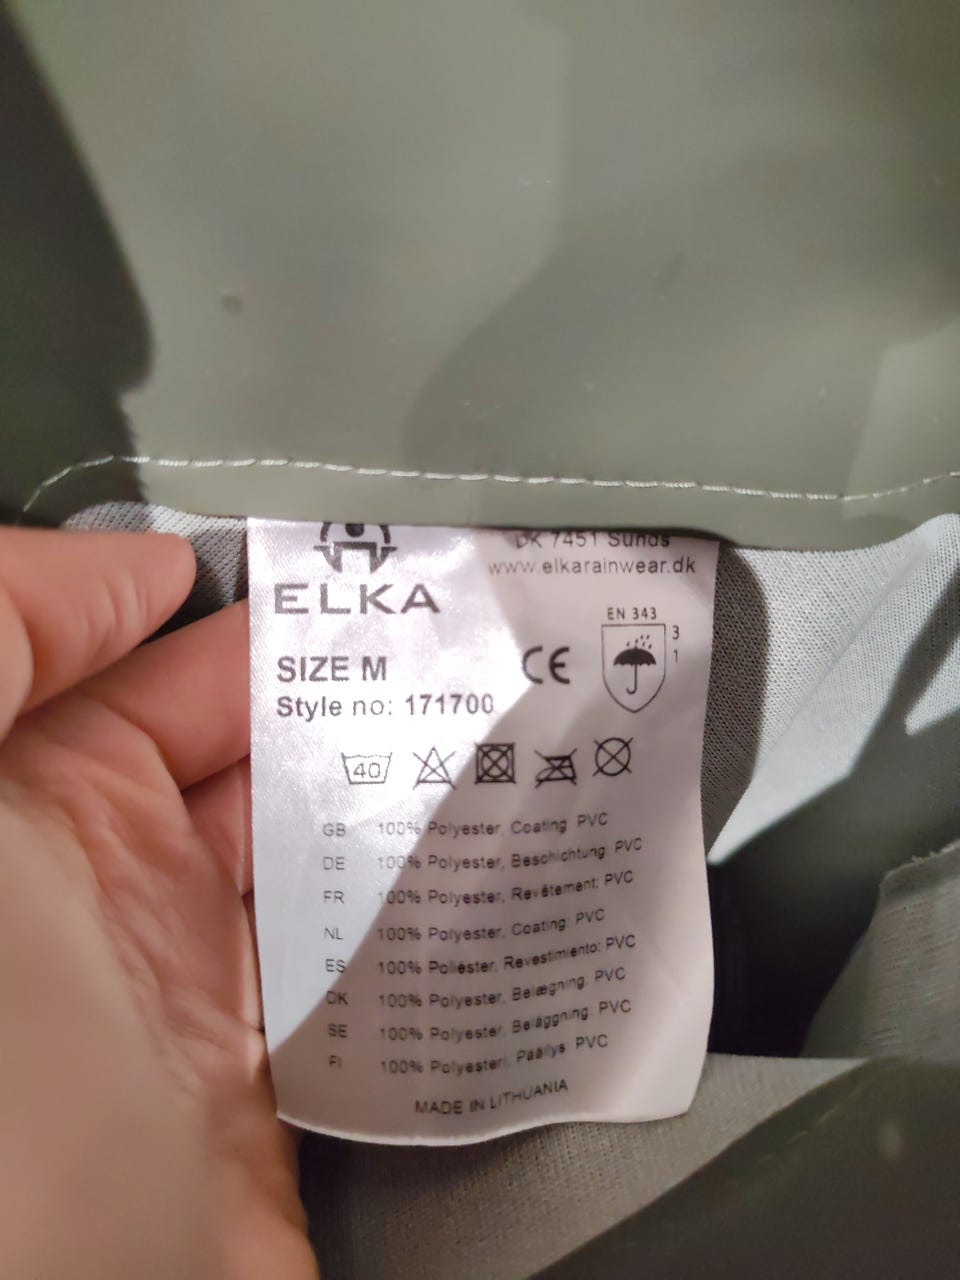 DK 7451 Sunds
www.elkarainwear.dk
ELKA
EN 343
3
1
SIZE M
CE
Style no: 171700
40
GB 100% Polyester, Coating PVC
DE 100% Polyester, Beschichtung: PVC
FR 100% Polyester, Revêtement: PVC
NL 100% Polyester, Coating: PVC
ES 100% Poliéster, Revestimiento: PVC
DK 100% Polyester, Belægning: PVC
SE 100% Polyester, Beläggning: PVC
FI 100% Polyesteri, Päällys PVC
MADE IN LITHUANIA